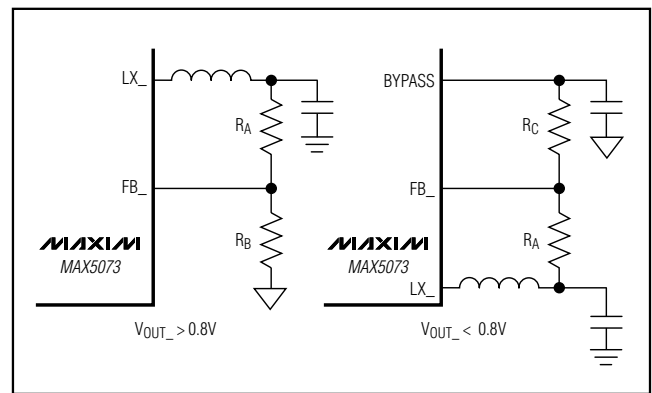 LX_
R_A
FB_
R_B
MAXIM
MAX5073
V_OUT_ > 0.8V
BYPASS
R_C
FB_
R_A
MAXIM
MAX5073
LX_
V_OUT_ < 0.8V